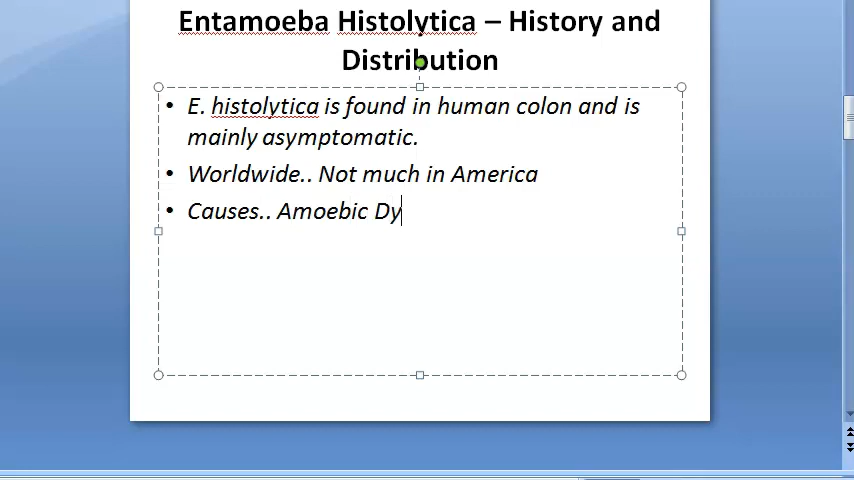 Entamoeba Histolytica – History and
Distribution
• E. histolytica is found in human colon and is
mainly asymptomatic.
• Worldwide.. Not much in America
• Causes.. Amoebic Dy